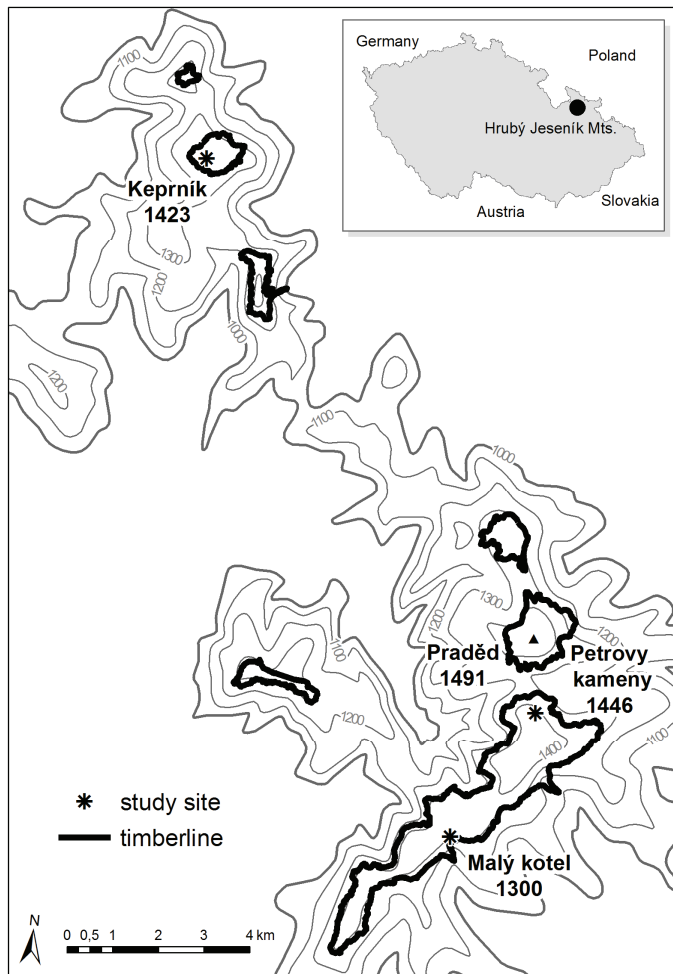 Germany
Poland
Hrubý Jeseník Mts.
Slovakia
Austria
1100
Keprník
1423
1300
1200
1000
1200
1100
1000
1300
1200
1200
1100
Praděd
1491
Petrovy
kameny
1446
1200
1100
1400
study site
timberline
Malý kotel
1300
N
0 0,5 1 2 3 4 km